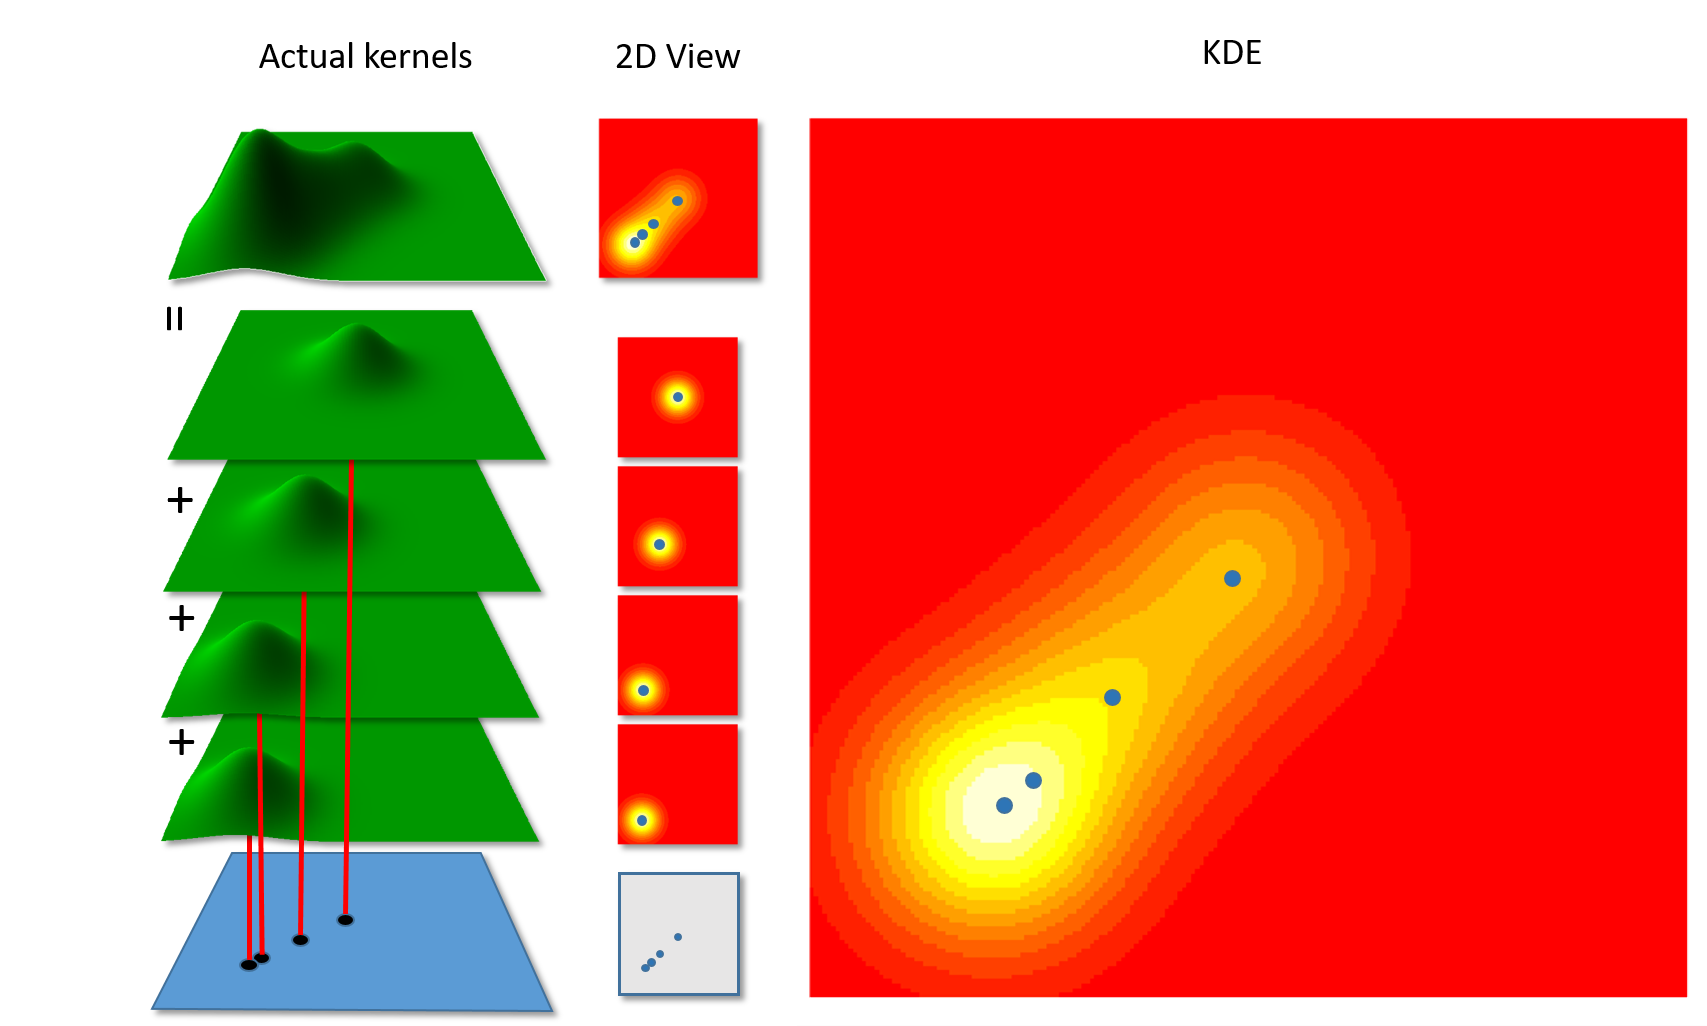 Actual kernels
2D View
KDE
=
+
+
+